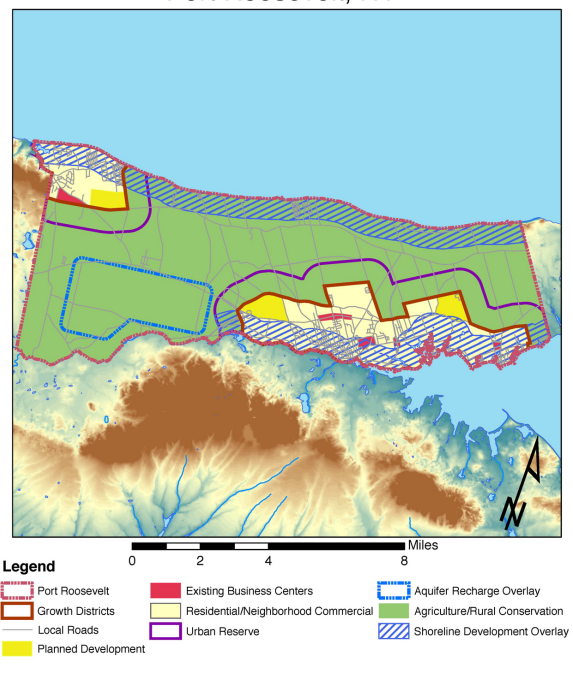 Miles
0 2 4 8
Legend
Port Roosevelt
Growth Districts
Local Roads
Planned Development
Existing Business Centers
Residential/Neighborhood Commercial
Urban Reserve
Aquifer Recharge Overlay
Agriculture/Rural Conservation
Shoreline Development Overlay
N